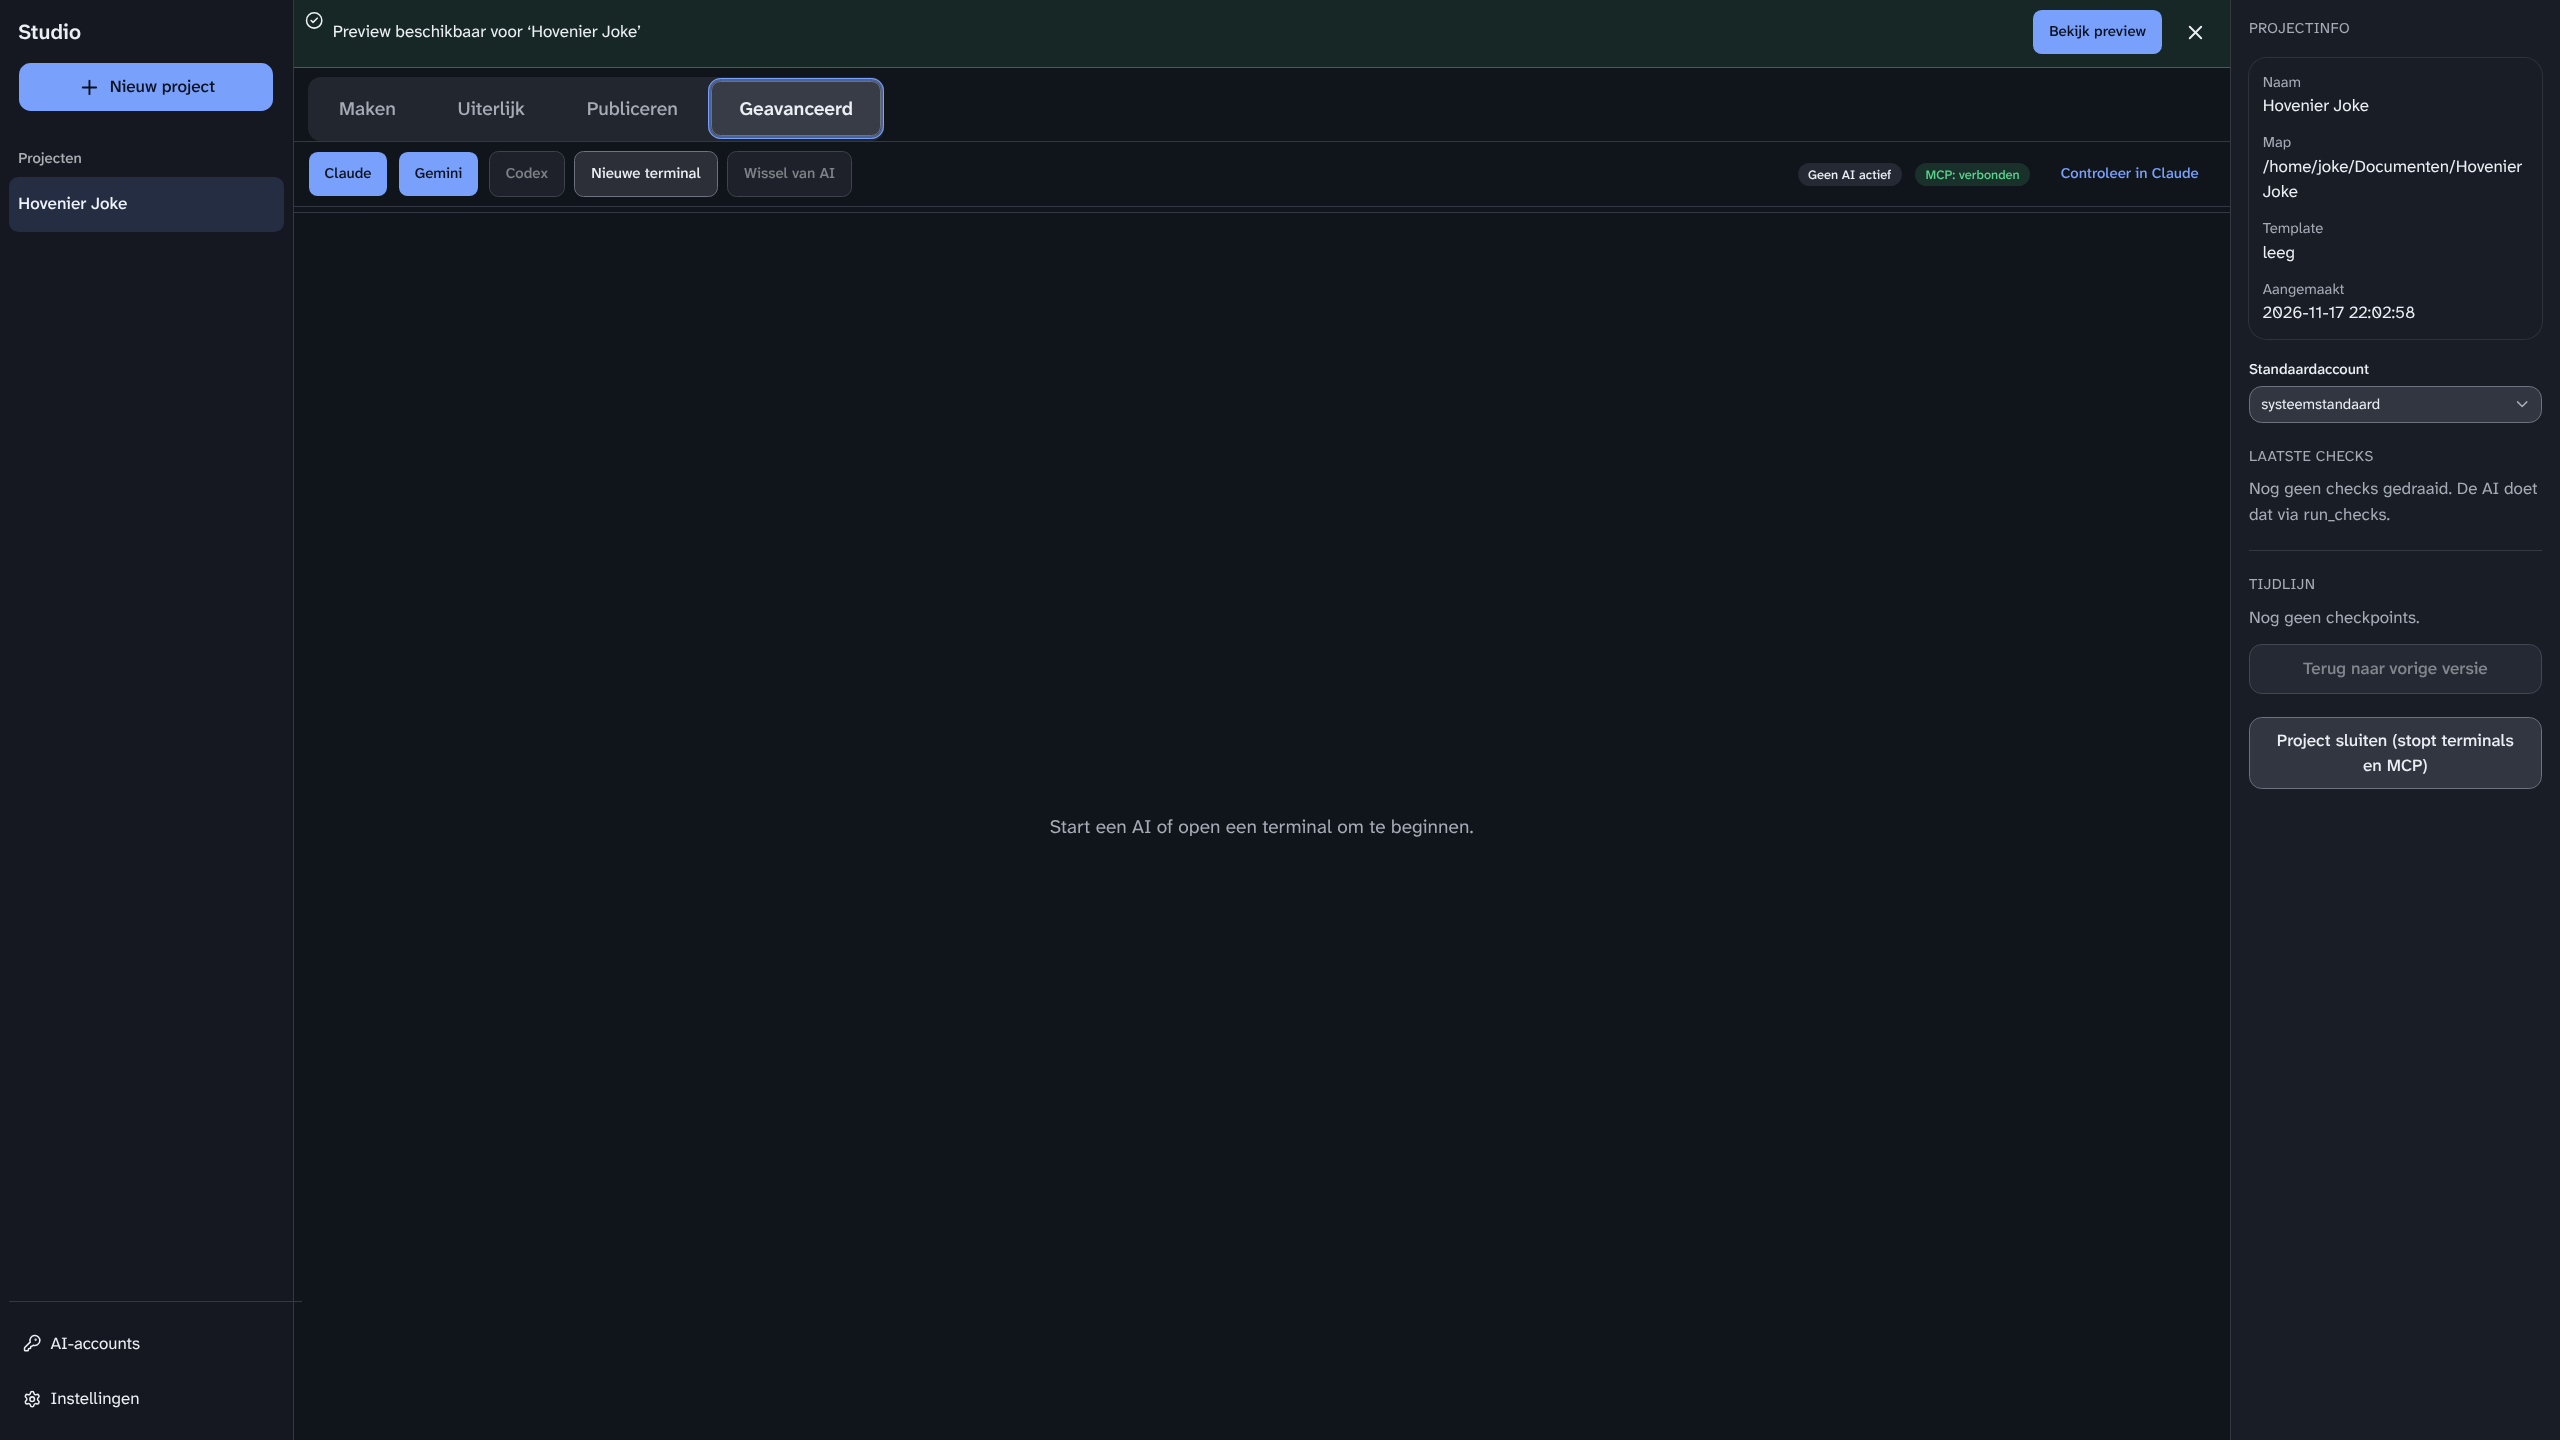 Studio
Nieuw project
Projecten
Hovenier Joke
AI-accounts
Instellingen
Preview beschikbaar voor ‘Hovenier Joke’
Bekijk preview
Maken
Uiterlijk
Publiceren
Geavanceerd
Claude
Gemini
Codex
Nieuwe terminal
Wissel van AI
Geen AI actief
MCP: verbonden
Controleer in Claude
Start een AI of open een terminal om te beginnen.
PROJECTINFO
Naam
Hovenier Joke
Map
/home/joke/Documenten/Hovenier
Joke
Template
leeg
Aangemaakt
2026-11-17 22:02:58
Standaardaccount
systeemstandaard
LAATSTE CHECKS
Nog geen checks gedraaid. De AI doet
dat via run_checks.
TIJDLIJN
Nog geen checkpoints.
Terug naar vorige versie
Project sluiten (stopt terminals
en MCP)